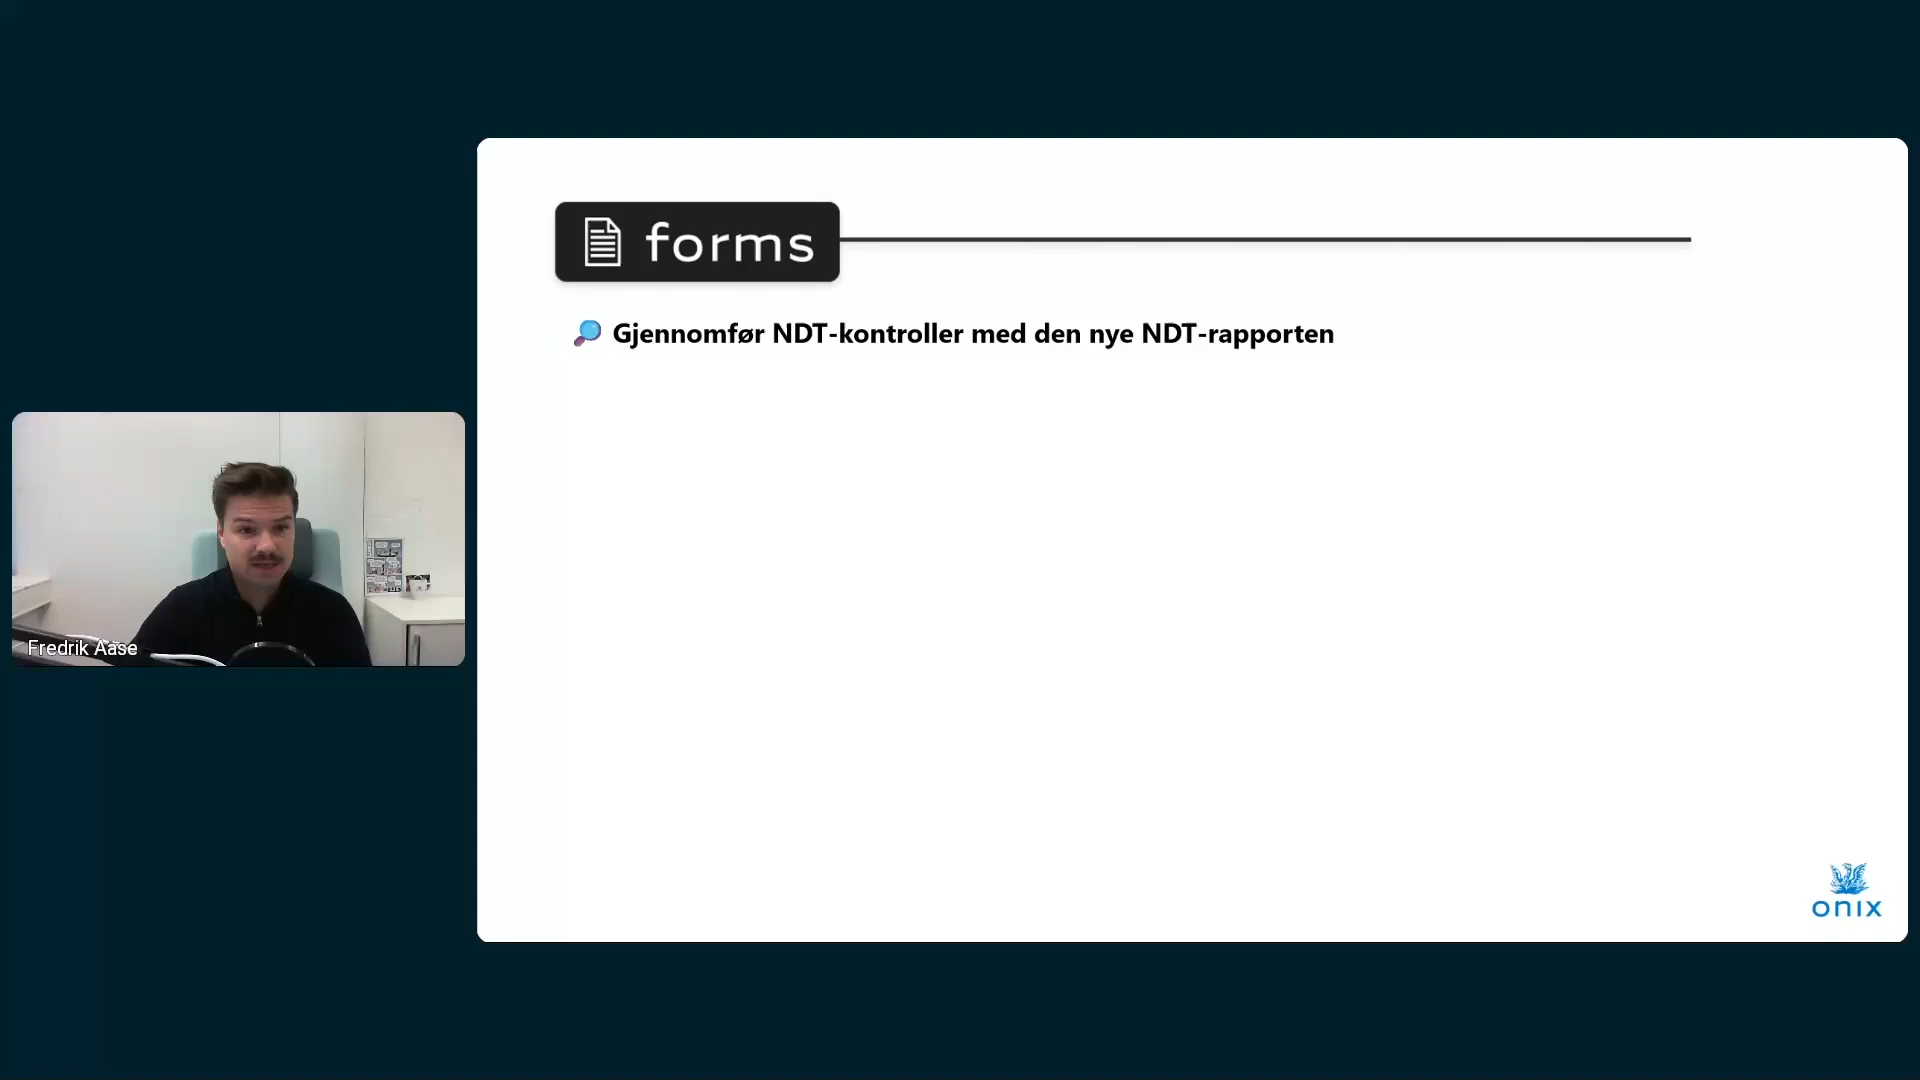 forms
🔎 Gjennomfør NDT-kontroller med den nye NDT-rapporten
Fredrik Aase
onix